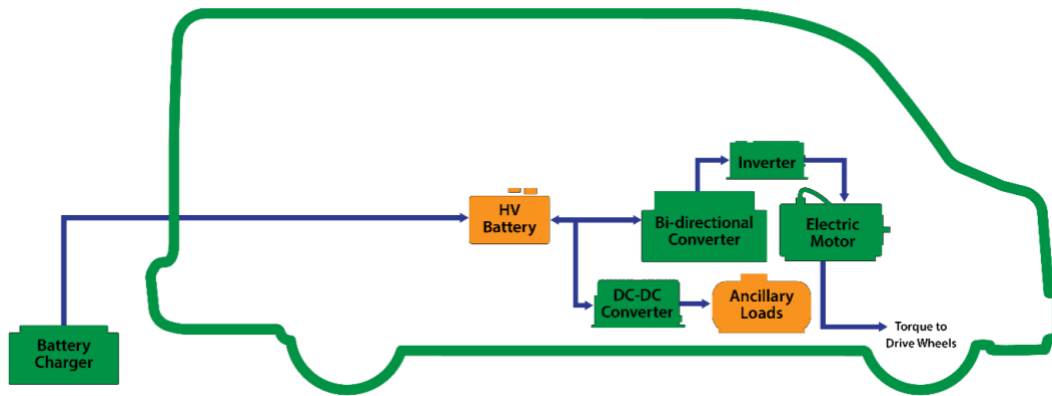 Inverter
HV
Battery
Bi-directional
Converter
Electric
Motor
DC-DC
Converter
Ancillary
Loads
Torque to
Drive Wheels
Battery
Charger